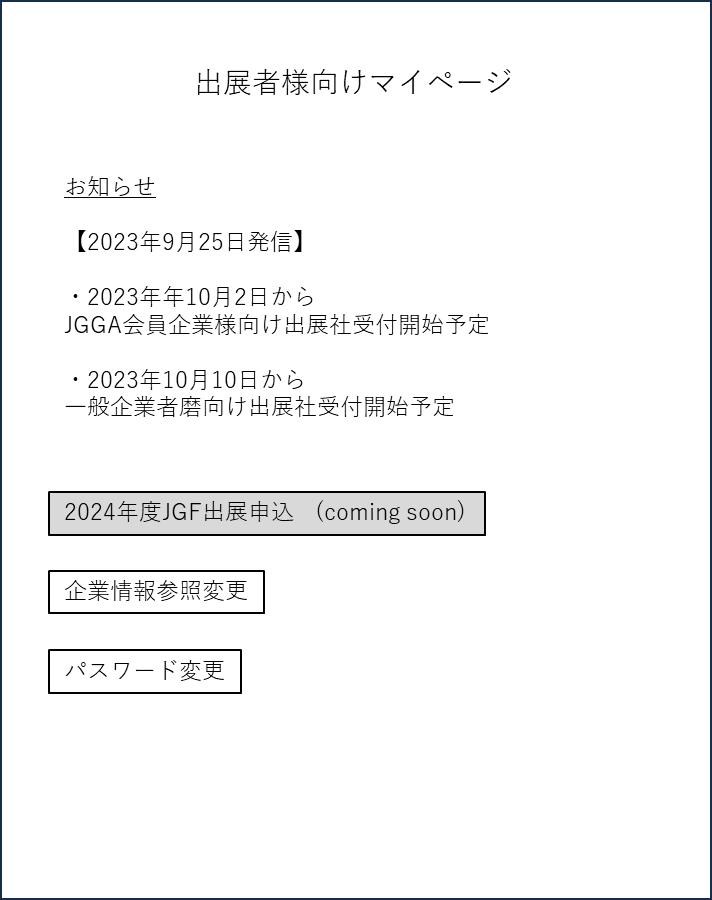 出展者様向けマイページ
お知らせ
【2023年9月25日発信】
・2023年年10月2日から
JGGA会員企業様向け出展社受付開始予定
・2023年10月10日から
一般企業者磨向け出展社受付開始予定
2024年度JGF出展申込　(coming soon)
企業情報参照変更
パスワード変更